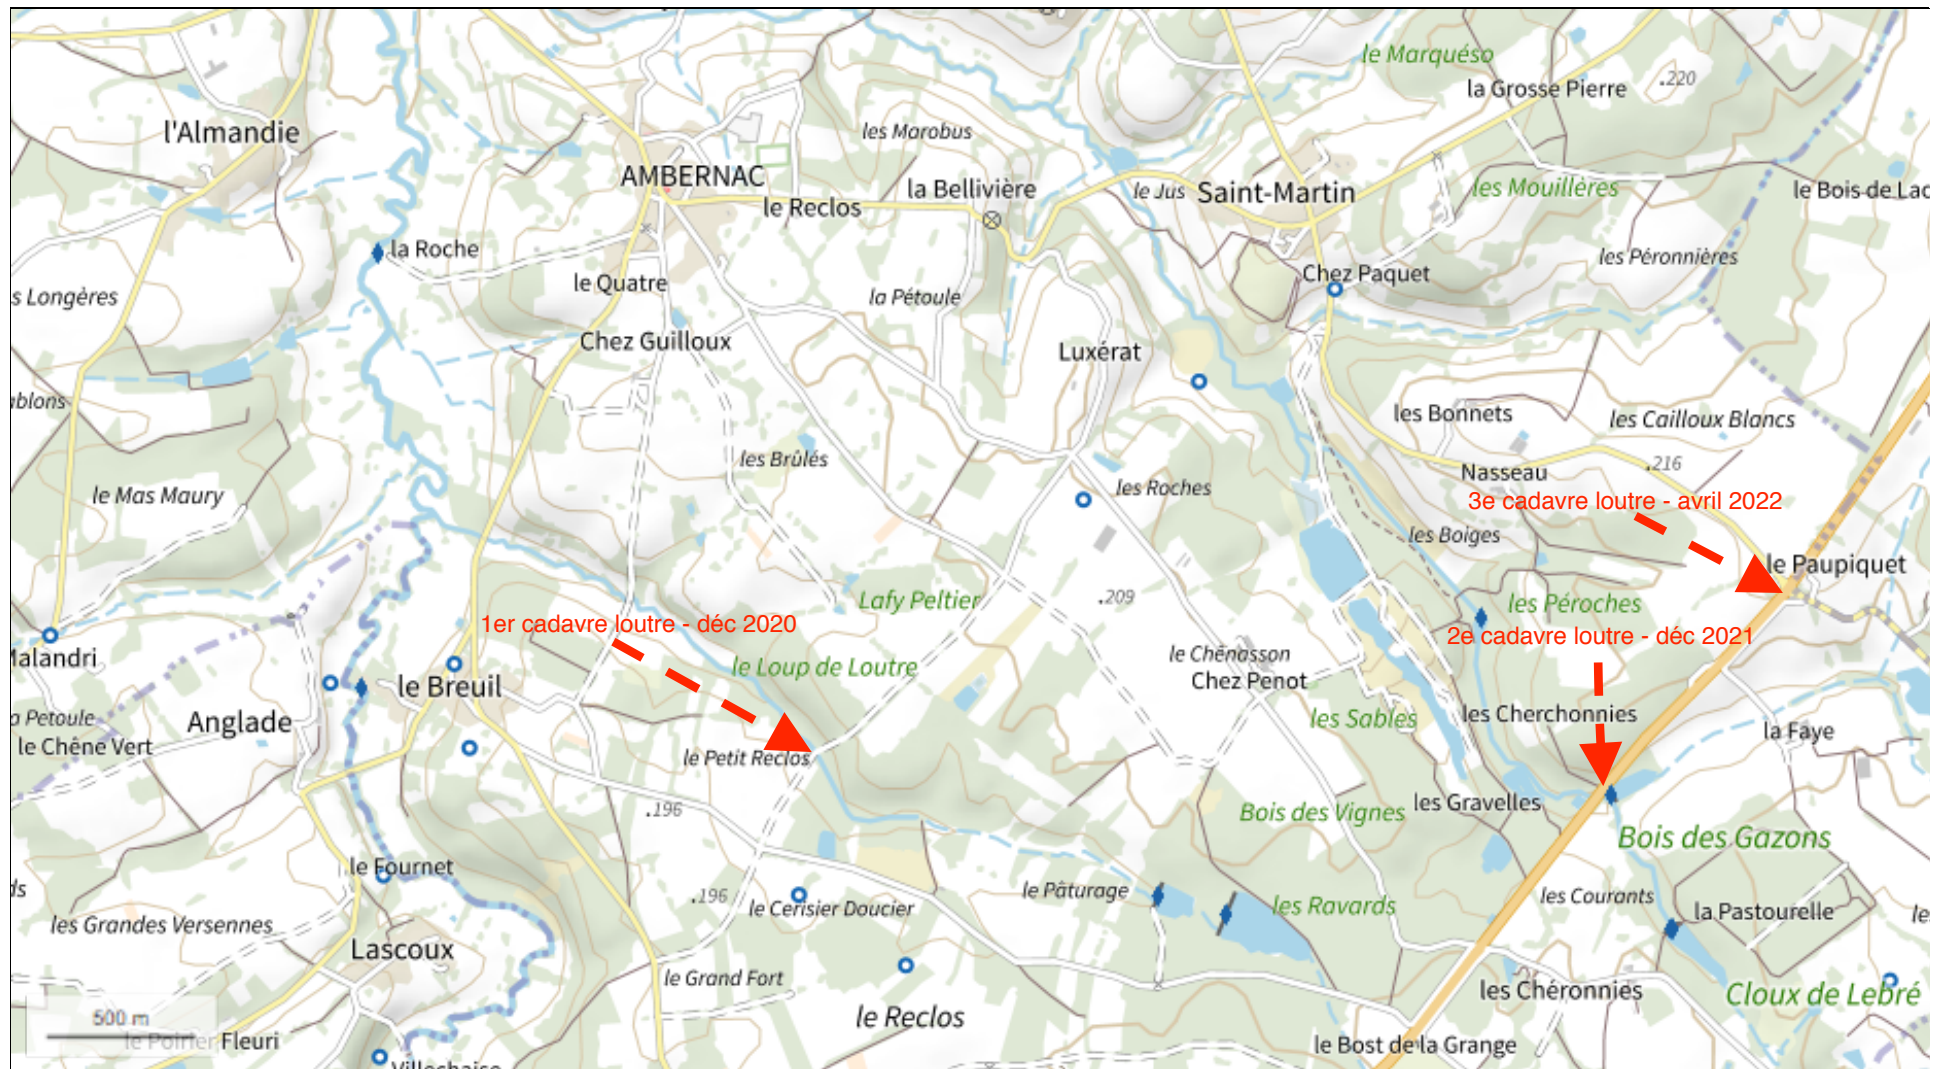 le Marquéso
la Grosse Pierre
.220
l'Almandie
les Marobus
AMBERNAC
la Bellivière
le Jus
Saint-Martin
les Mouillères
le Bois de Lac
le Reclos
la Roche
les Péronnières
le Quatre
Chez Paquet
s Longères
la Pétoule
Chez Guilloux
Luxérat
ablons
les Bonnets
les Cailloux Blancs
les Brûlés
.216
Nasseau
les Roches
le Mas Maury
3e cadavre loutre - avril 2022
les Boiges
le Paupiquet
Lafy Peltier
.209
les Péroches
1er cadavre loutre - déc 2020
2e cadavre loutre - déc 2021
Malandri
le Loup de Loutre
le Chênasson
Chez Penot
le Breuil
a Petoule
Anglade
les Sables
les Cherchonnies
la Faye
le Chêne Vert
le Petit Reclos
.196
Bois des Vignes
les Gravelles
Bois des Gazons
le Fournet
ds
.196
le Cerisier Doucier
le Pâturage
les Ravards
les Courants
la Pastourelle
les
les Grandes Versennes
Lascoux
le Grand Fort
les Chéronnies
Cloux de Lebré
500 m
le Reclos
le Poirier Fleuri
le Bost de la Grange
Villechaise